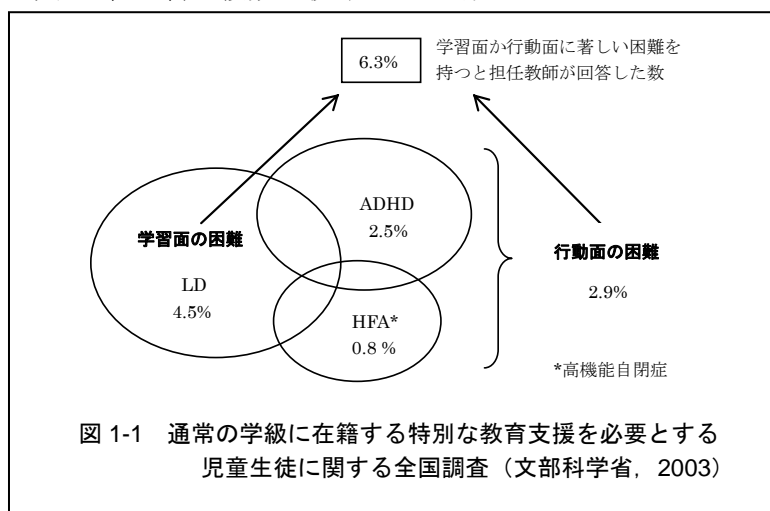 6.3%
学習面か行動面に著しい困難を
持つと担任教師が回答した数
ADHD
2.5%
学習面の困難
LD
4.5%
行動面の困難
2.9%
HFA*
0.8 %
*高機能自閉症
図 1-1 通常の学級に在籍する特別な教育支援を必要とする
児童生徒に関する全国調査（文部科学省，2003）